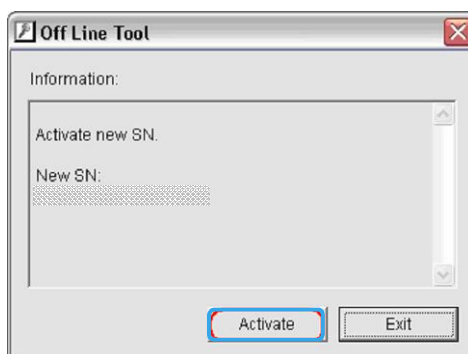 Off Line Tool
Information:
Activate new SN.
New SN:
Activate
Exit